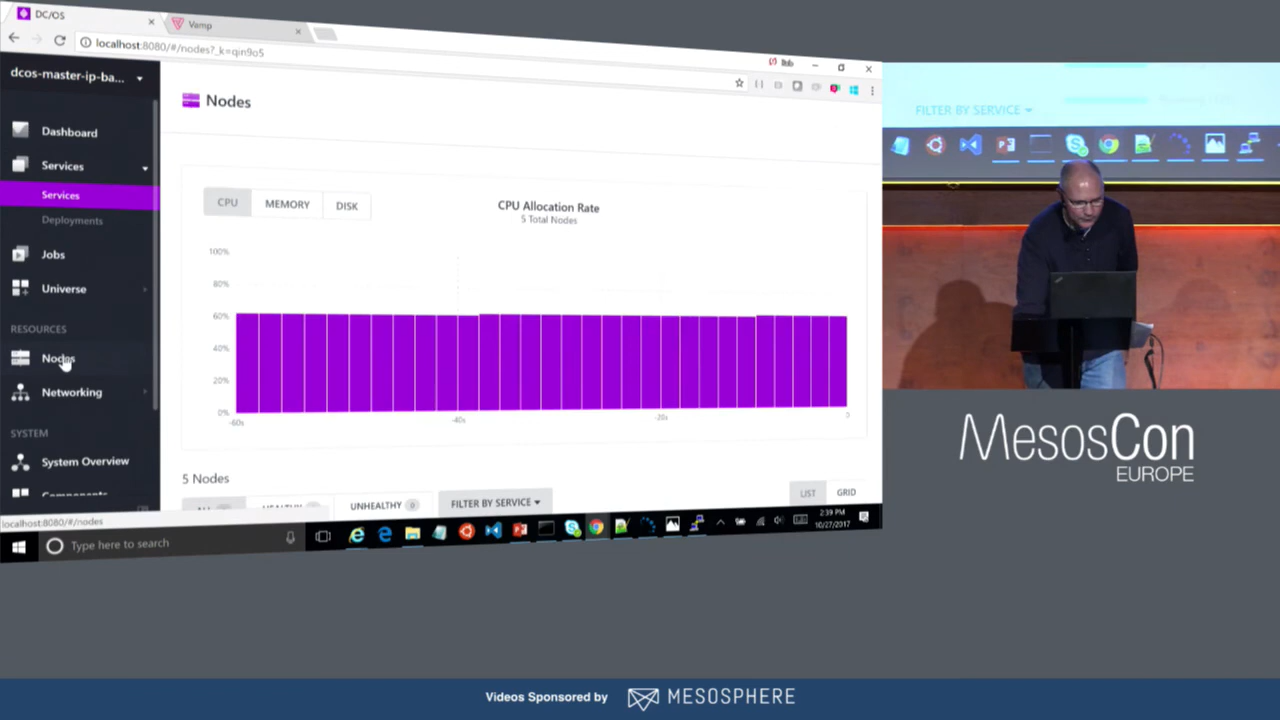 DC/OS
Vamp
localhost:8080/#/nodes?_k=qin9o5
dcos-master-ip-ba...
Dashboard
Services
Services
Deployments
Jobs
Universe
RESOURCES
Nodes
Networking
SYSTEM
System Overview
Components
localhost:8080/#/nodes
Nodes
CPU
MEMORY
DISK
CPU Allocation Rate
5 Total Nodes
100%
80%
60%
40%
20%
0%
-60s
-40s
-20s
0
5 Nodes
ALL
HEALTHY
UNHEALTHY 0
FILTER BY SERVICE
LIST
GRID
Type here to search
2:39 PM
10/27/2017
FILTER BY SERVICE
MesosCon
EUROPE
Videos Sponsored by
MESOSPHERE